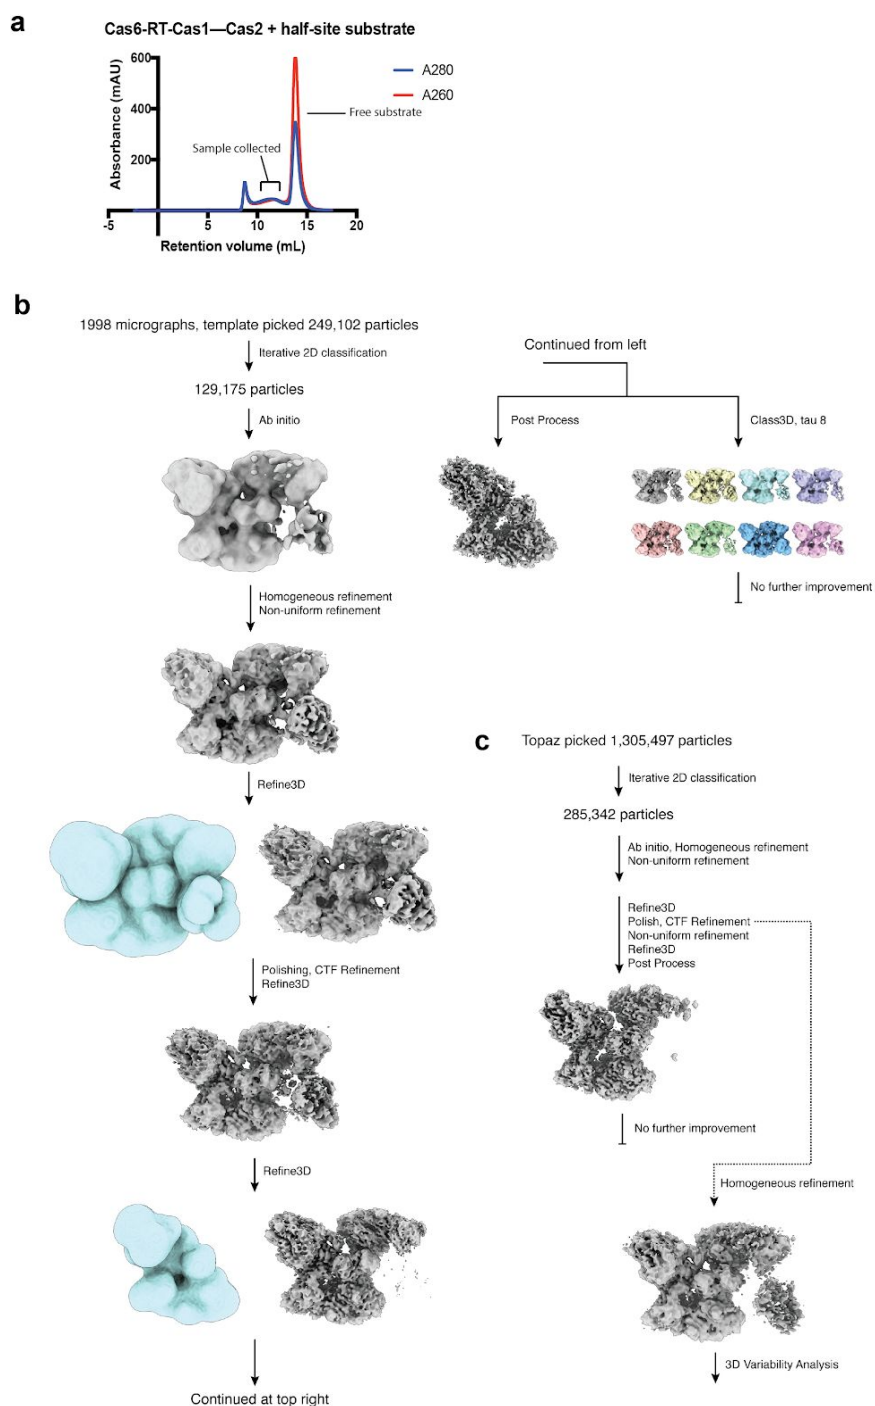 a
Cas6-RT-Cas1—Cas2 + half-site substrate
Absorbance (mAU)
600
400
200
A280
A260
Free substrate
Sample collected
-5
5
10
15
20
Retention volume (mL)
b
1998 micrographs, template picked 249,102 particles
Iterative 2D classification
129,175 particles
Ab initio
Homogeneous refinement
Non-uniform refinement
Refine3D
Polishing, CTF Refinement
Refine3D
Refine3D
Continued at top right
Continued from left
Post Process
Class3D, tau 8
No further improvement
c
Topaz picked 1,305,497 particles
Iterative 2D classification
285,342 particles
Ab initio, Homogeneous refinement
Non-uniform refinement
Refine3D
Polish, CTF Refinement
Non-uniform refinement
Refine3D
Post Process
No further improvement
Homogeneous refinement
3D Variability Analysis